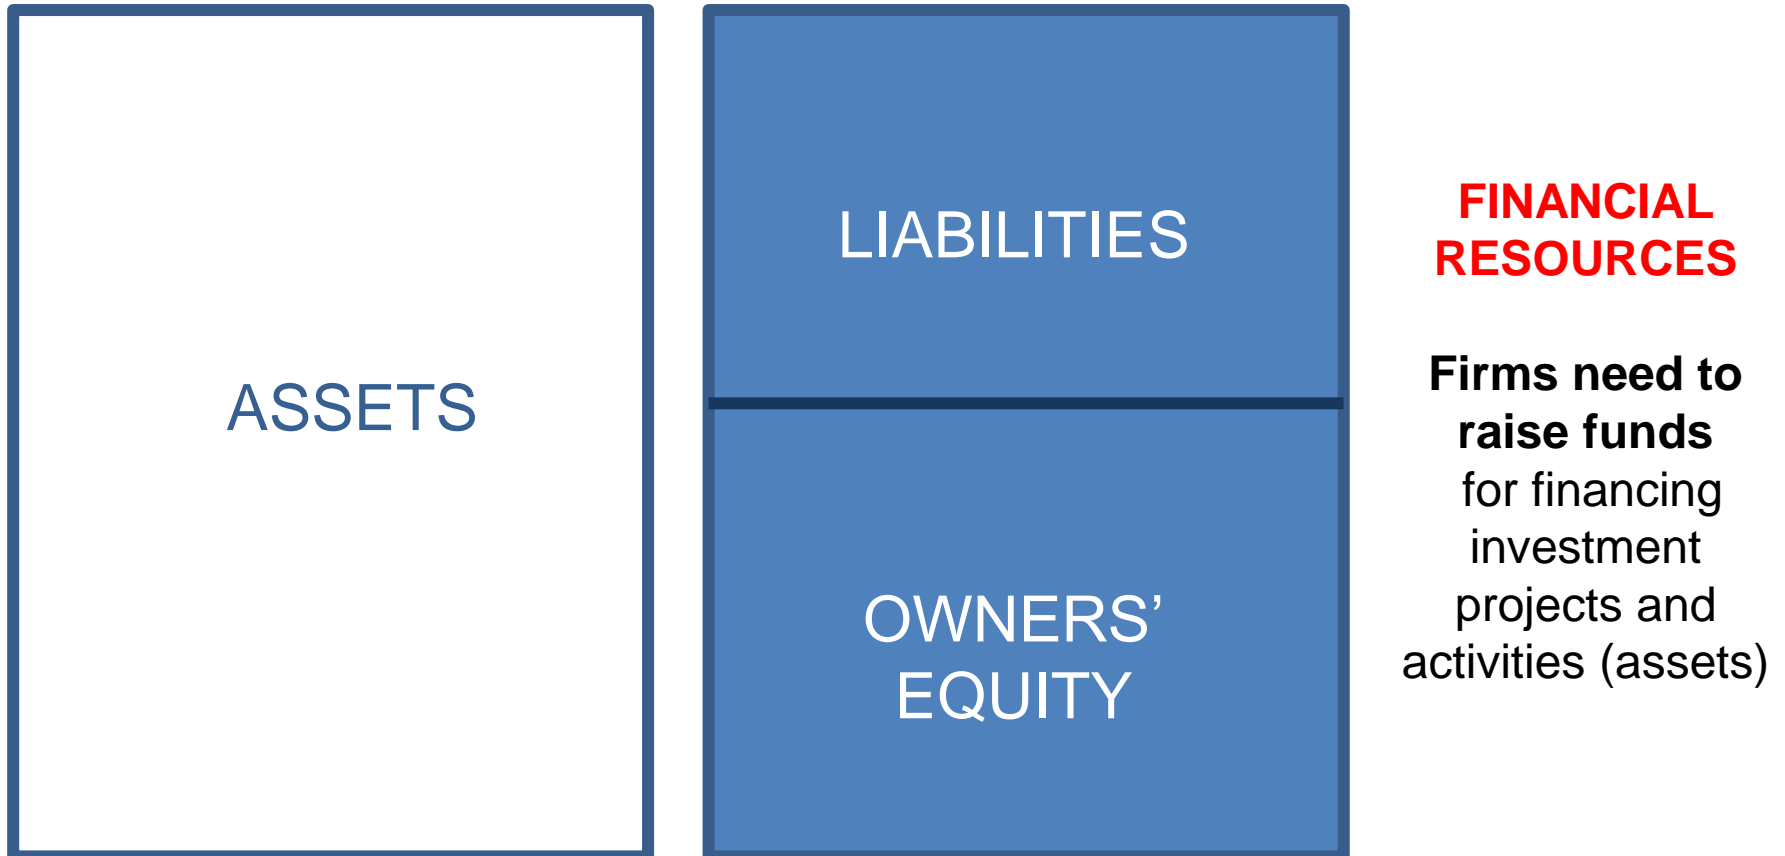 ASSETS
LIABILITIES
OWNERS’
EQUITY
FINANCIAL
RESOURCES
Firms need to
raise funds
for financing
investment
projects and
activities (assets)